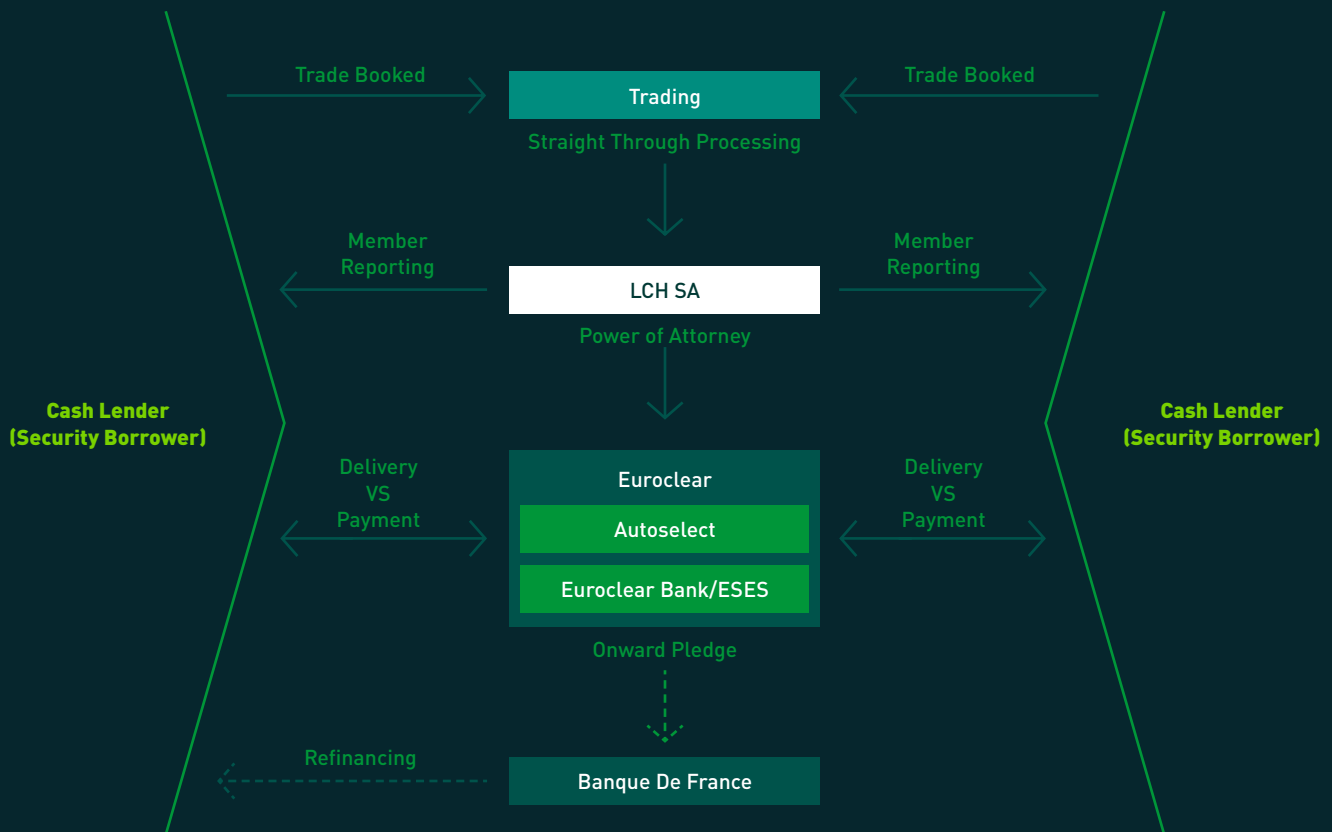 Trade Booked
Trading
Trade Booked
Straight Through Processing
Member
Reporting
LCH SA
Member
Reporting
Power of Attorney
Cash Lender
(Security Borrower)
Cash Lender
(Security Borrower)
Delivery
VS
Payment
Euroclear
Autoselect
Euroclear Bank/ESES
Delivery
VS
Payment
Onward Pledge
Refinancing
Banque De France